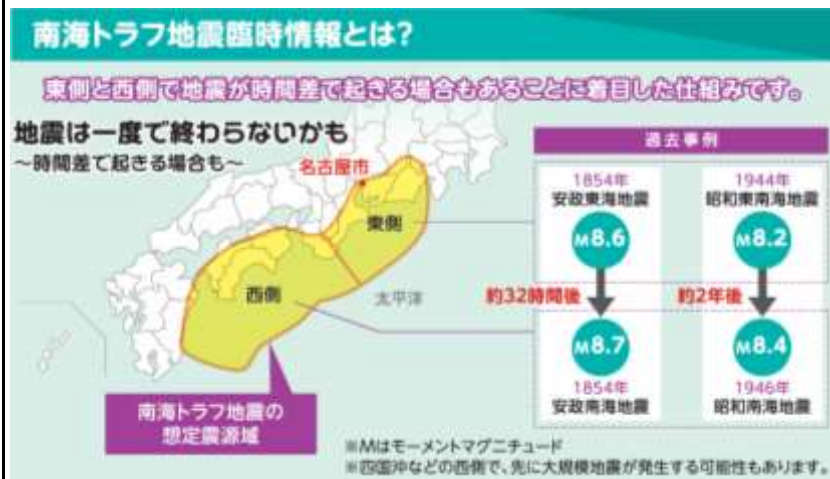 南海トラフ地震臨時情報とは?
東側と西側で地震が時間差で起きる場合もあることに着目した仕組みです。
地震は一度で終わらないかも
～時間差で起きる場合も～
名古屋市
東側
西側
太平洋
南海トラフ地震の
想定震源域
過去事例
1854年
安政東海地震
M8.6
約32時間後
M8.7
1854年
安政南海地震
1944年
昭和東南海地震
M8.2
約2年後
M8.4
1946年
昭和南海地震
※Mはモーメントマグニチュード
※四国沖などの西側で、先に大規模地震が発生する可能性もあります。